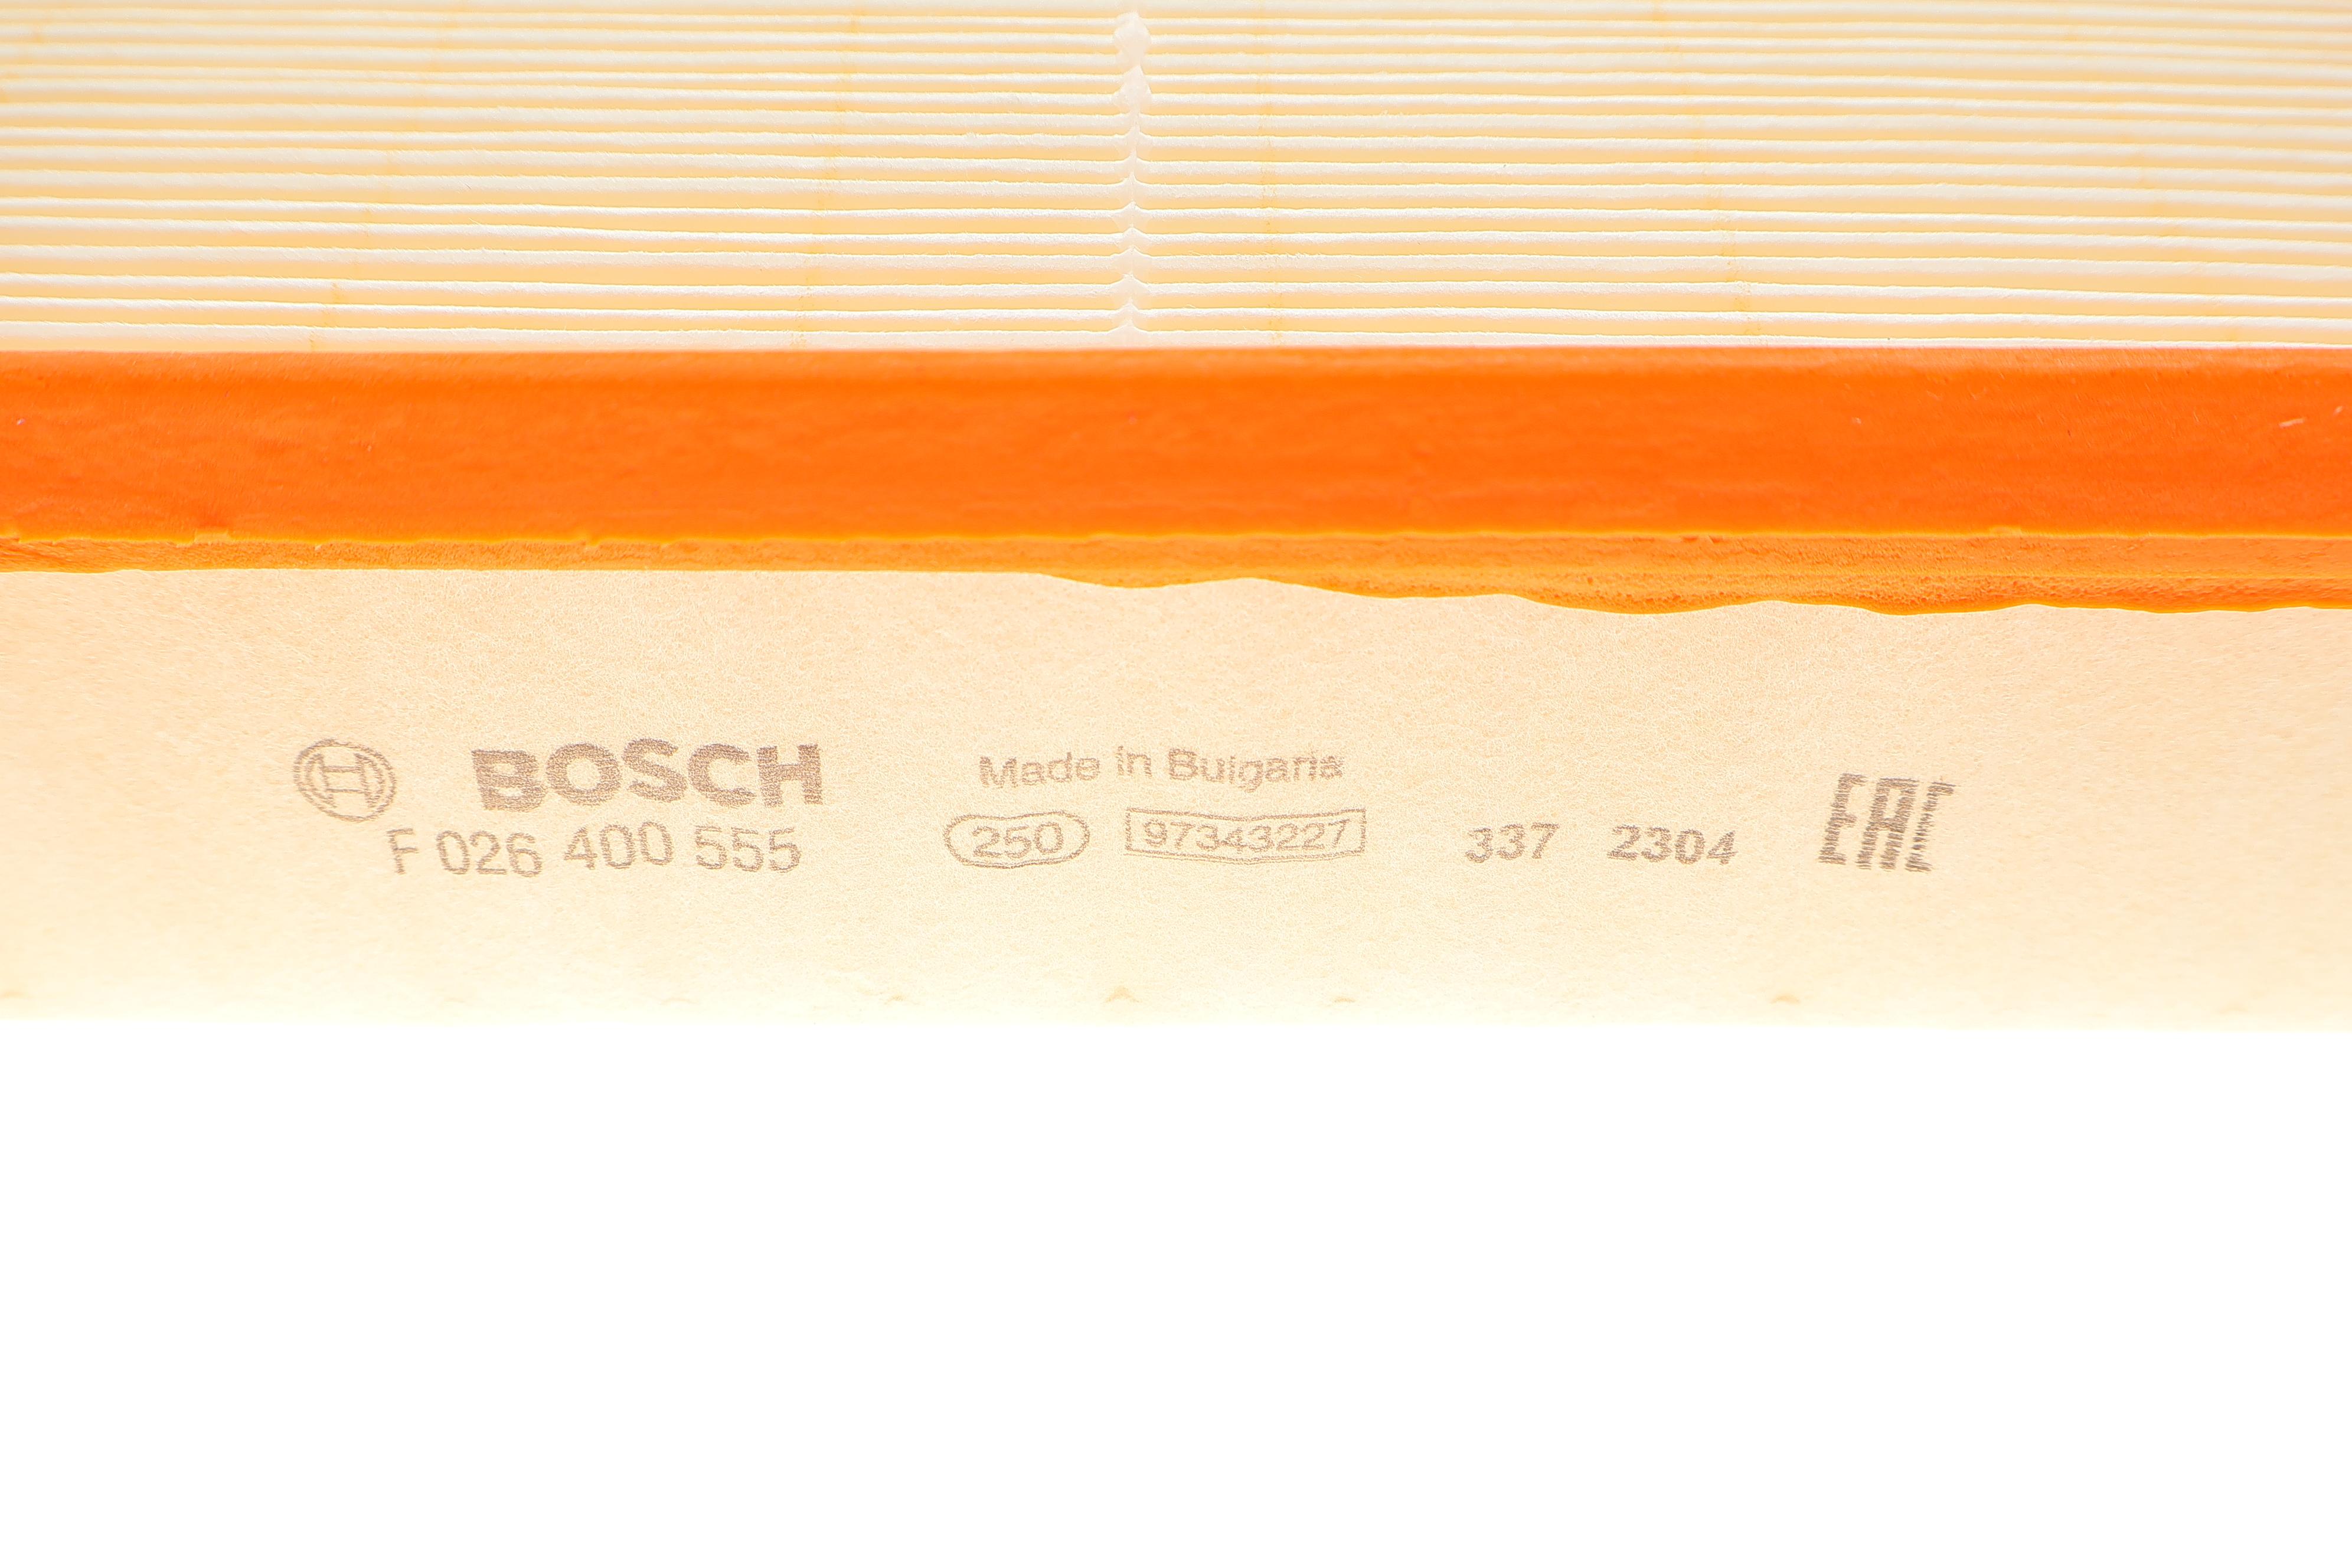 BOSCH
F 026 400 555
Made in Bulgaria
250 97343227 337 2304
EAC